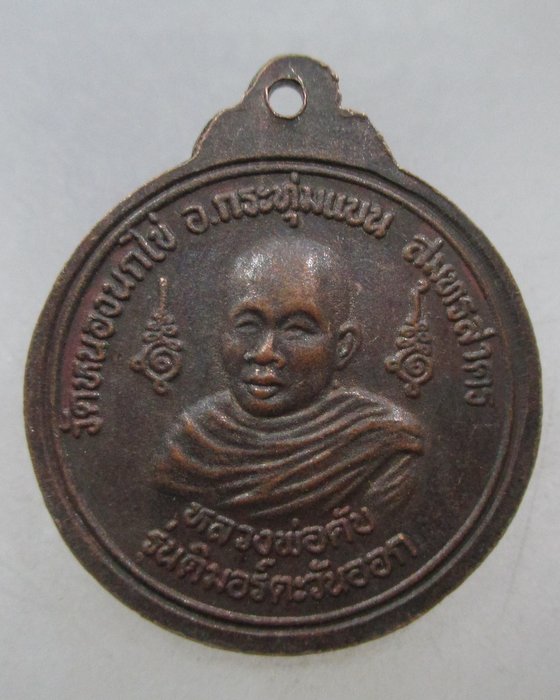 วัดหนองนกไข่ อ.กระทุ่มแบน สมุทรสาคร
หลวงพ่อคับ
รุ่นติมอร์ตะวันออก